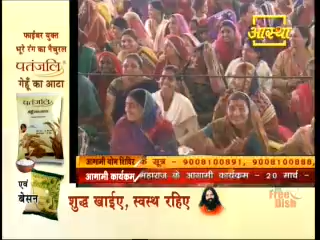 फाईबर युक्त
भूरे रंग का नैचुरल
पतंजलि
गेहूँ का आटा
आस्था
एवं
बेसन
आगामी योग शिविर के सूत्र - 9008100891, 9008100888,
आगामी कार्यक्रम महाराज के आगामी कार्यक्रम - 20 मार्च -
शुद्ध खाईए, स्वस्थ रहिए
Free Dish